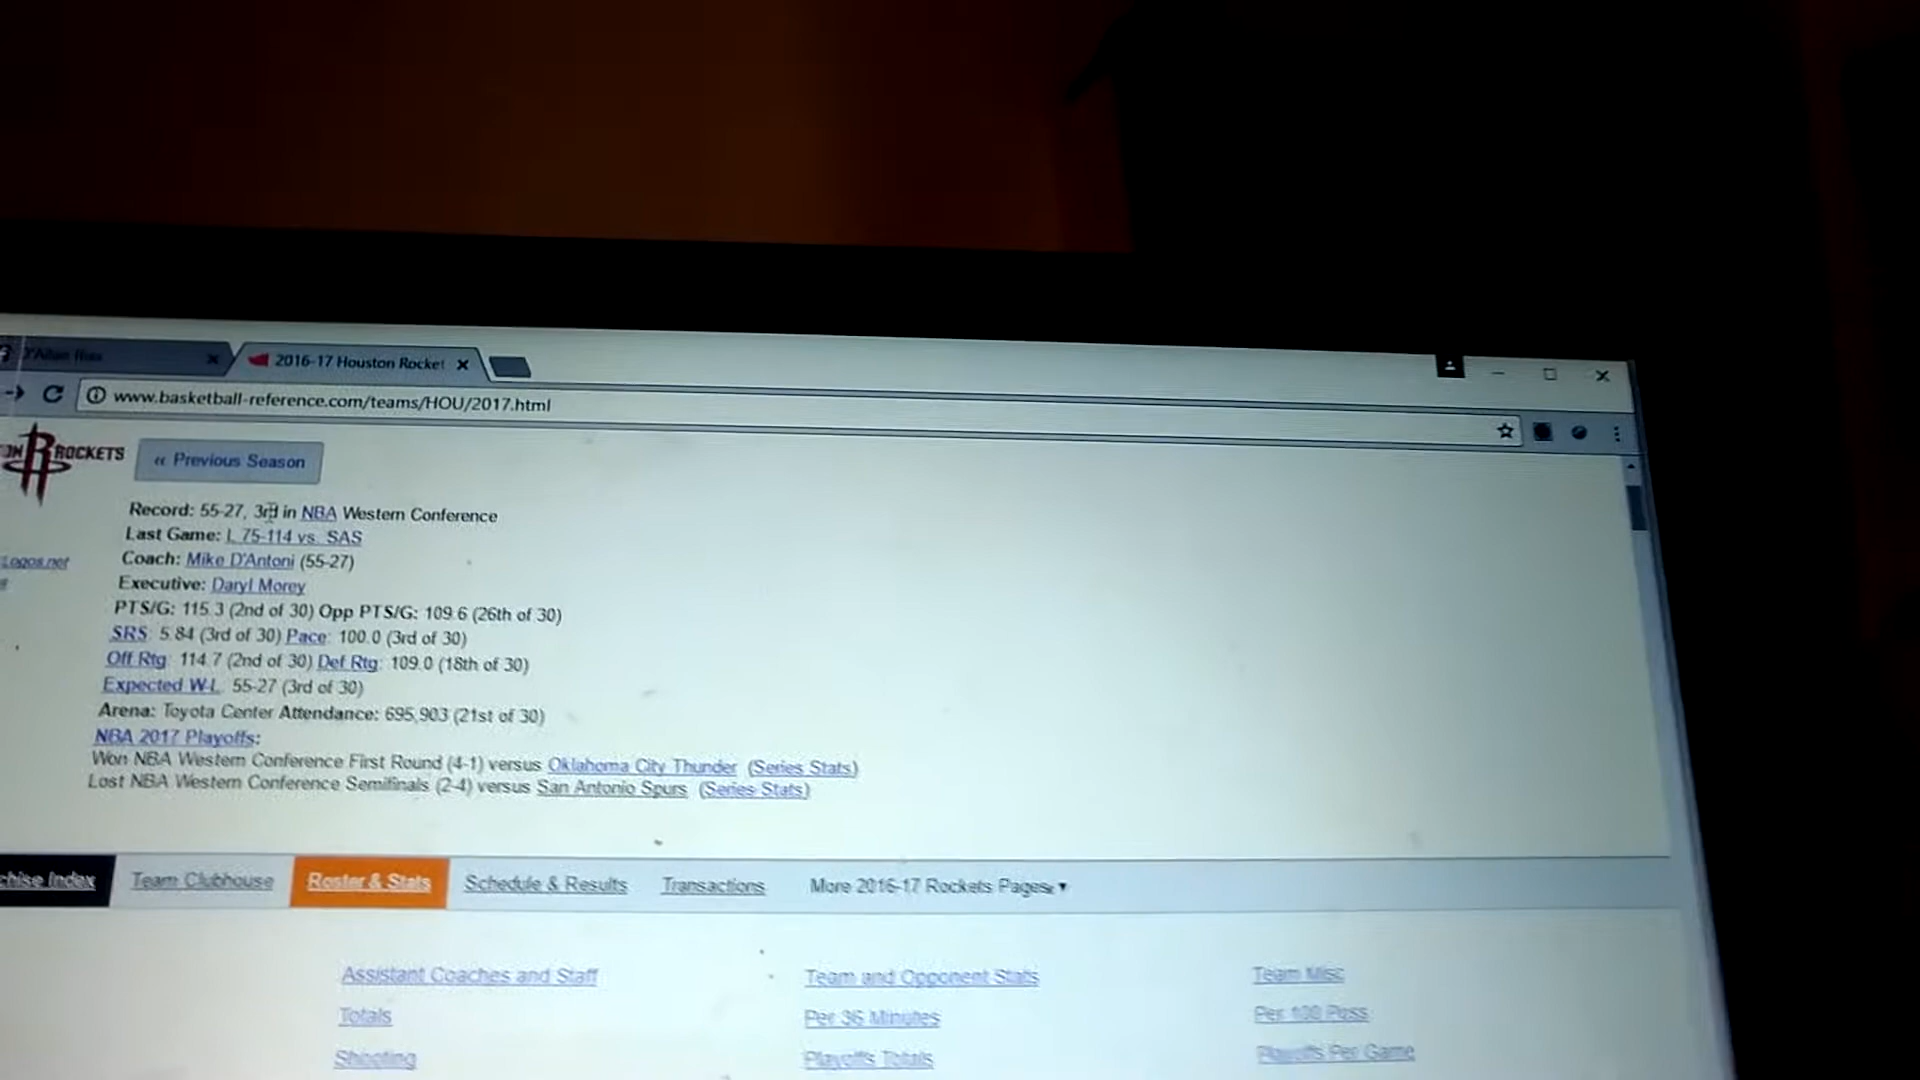 2016-17 Houston Rocket
www.basketball-reference.com/teams/HOU/2017.html
ROCKETS
« Previous Season
Record: 55-27, 3rd in NBA Western Conference
Last Game: L 75-114 vs. SAS
Logos.net
Coach: Mike D'Antoni (55-27)
Executive: Daryl Morey
PTS/G: 115.3 (2nd of 30) Opp PTS/G: 109.6 (26th of 30)
SRS: 5.84 (3rd of 30) Pace: 100.0 (3rd of 30)
Off Rtg: 114.7 (2nd of 30) Def Rtg: 109.0 (18th of 30)
Expected W-L: 55-27 (3rd of 30)
Arena: Toyota Center Attendance: 695,903 (21st of 30)
NBA 2017 Playoffs:
Won NBA Western Conference First Round (4-1) versus Oklahoma City Thunder (Series Stats)
Lost NBA Western Conference Semifinals (2-4) versus San Antonio Spurs (Series Stats)
chise Index Team Clubhouse Roster & Stats Schedule & Results Transactions More 2016-17 Rockets Pages ▼
Assistant Coaches and Staff Team and Opponent Stats Team Misc
Totals Per 36 Minutes Per 100 Poss
Shooting Playoffs Totals Playoffs Per Game